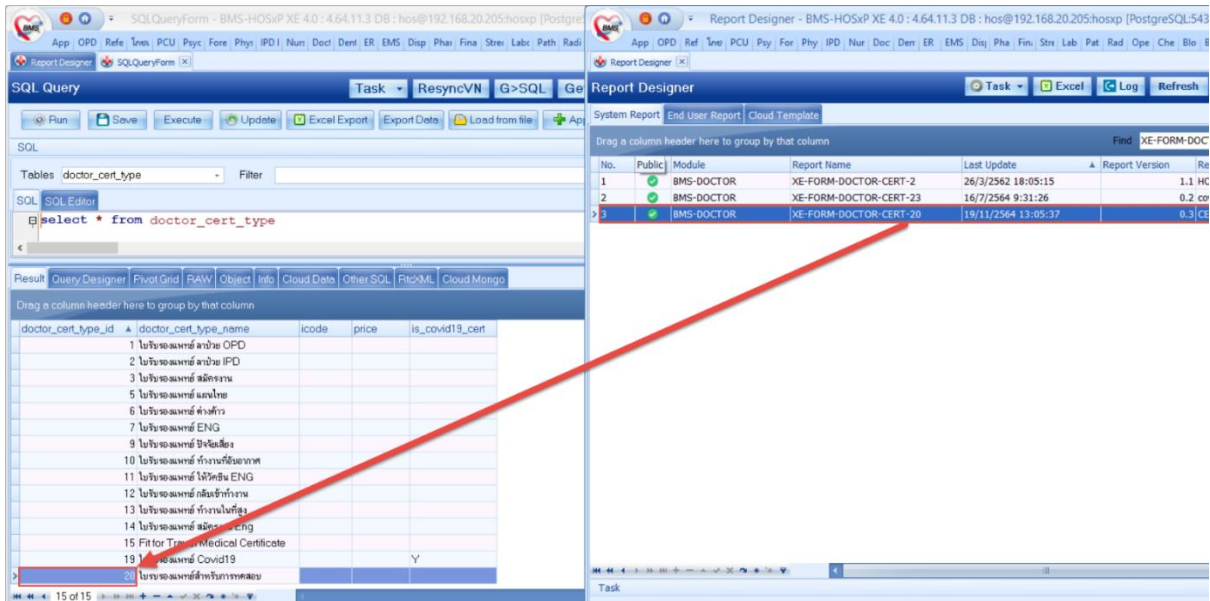 SQLQueryForm - BMS-HOSxP XE 4.0 : 4.64.11.3 DB : hos@192.168.20.205:hosxp [Postgre
App OPD Refe โภชน PCU Psyc Fore Phys IPD I Nurs Doct Dent ER EMS Disp Phar Fina Stree Labc Path Radi
Report Designer SQLQueryForm
SQL Query Task ResyncVN G>SQL Ge
Run Save Execute Update Excel Export Export Data Load from file Ap
SQL
Tables doctor_cert_type Filter
SQL SQL Editor
select * from doctor_cert_type
Result Query Designer Pivot Grid RAW Object Info Cloud Data Other SQL RtcXML Cloud Mongo
Drag a column header here to group by that column
doctor_cert_type_id doctor_cert_type_name icode price is_covid19_cert
1 ใบรับรองแพทย์ ลาป่วย OPD
2 ใบรับรองแพทย์ ลาป่วย IPD
3 ใบรับรองแพทย์ สมัครงาน
5 ใบรับรองแพทย์ แผนไทย
6 ใบรับรองแพทย์ ต่างด้าว
7 ใบรับรองแพทย์ ENG
9 ใบรับรองแพทย์ ปัจจัยเสี่ยง
10 ใบรับรองแพทย์ ทำงานที่อับอากาศ
11 ใบรับรองแพทย์ ให้วัคซีน ENG
12 ใบรับรองแพทย์ กลับเข้าทำงาน
13 ใบรับรองแพทย์ ทำงานในที่สูง
14 ใบรับรองแพทย์ Eng
15 Fit for Travel Medical Certificate
19 Covid19 Y
20 ใบรับรองแพทย์สำหรับการทดสอบ
15 of 15
Report Designer - BMS-HOSxP XE 4.0 : 4.64.11.3 DB : hos@192.168.20.205:hosxp [PostgreSQL:543
App OPD Ref โภช PCU Psy For Phy IPD Nur Doc Den ER EMS Disp Pha Fin Stre Lab Pat Rad Ope Che Blo
Report Designer
Report Designer Task Excel Log Refresh
System Report End User Report Cloud Template
Drag a column header here to group by that column Find XE-FORM-DOCT
No. Public Module Report Name Last Update Report Version Re
1 BMS-DOCTOR XE-FORM-DOCTOR-CERT-2 26/3/2562 18:05:15 1.1 HO
2 BMS-DOCTOR XE-FORM-DOCTOR-CERT-23 16/7/2564 9:31:26 0.2 cov
3 BMS-DOCTOR XE-FORM-DOCTOR-CERT-20 19/11/2564 13:05:37 0.3 CE
Task